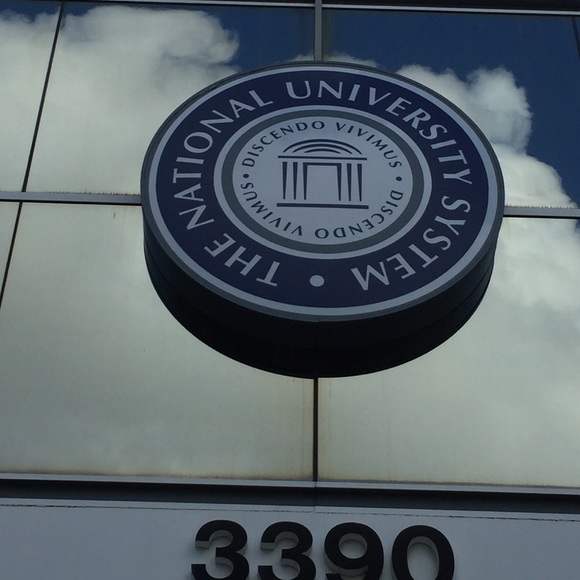 THE NATIONAL UNIVERSITY SYSTEM
DISCENDO VIVIMUS • DISCENDO VIVIMUS •
3390